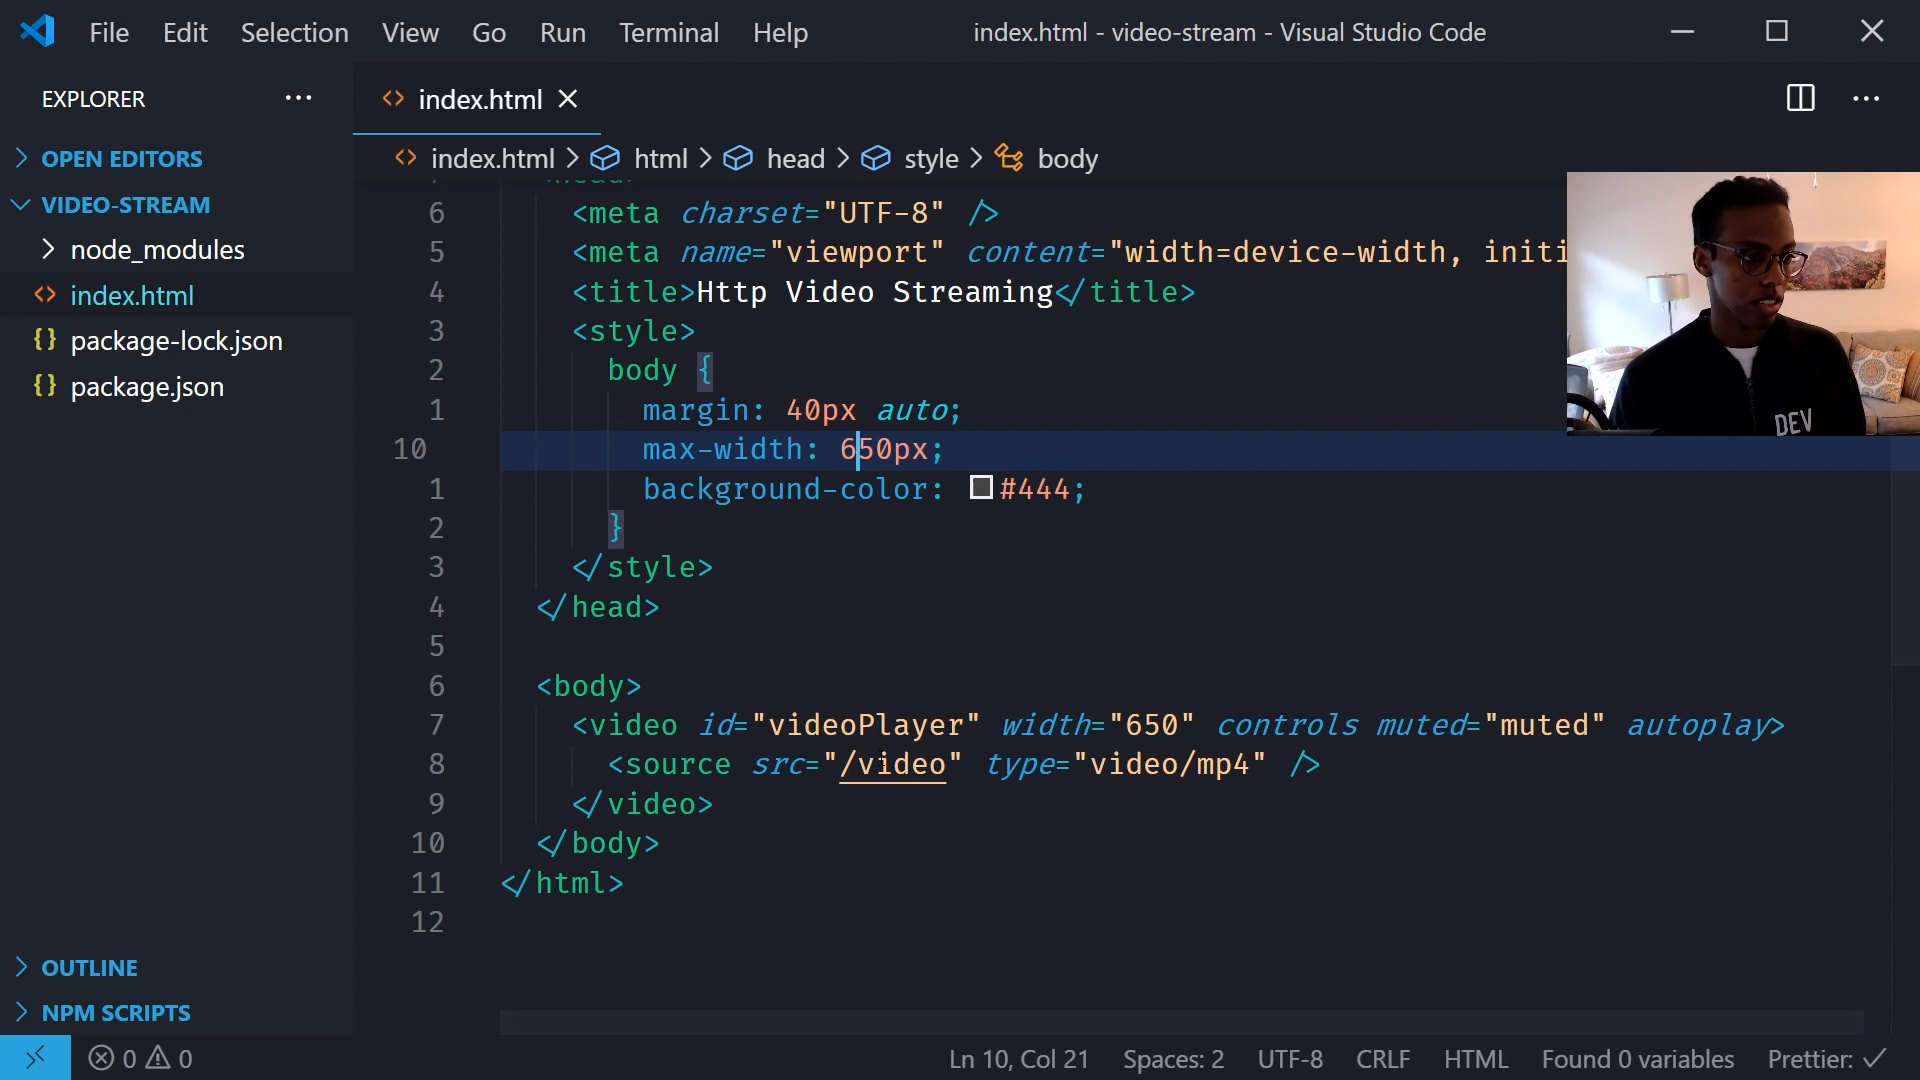 File Edit Selection View Go Run Terminal Help index.html - video-stream - Visual Studio Code
EXPLORER
OPEN EDITORS
VIDEO-STREAM
node_modules
index.html
package-lock.json
package.json
OUTLINE
NPM SCRIPTS
index.html
index.html > html > head > style > body
6 <meta charset="UTF-8" />
5 <meta name="viewport" content="width=device-width, initi
4 <title>Http Video Streaming</title>
3 <style>
2 body {
1 margin: 40px auto;
10 max-width: 650px;
1 background-color: #444;
2 }
3 </style>
4 </head>
5
6 <body>
7 <video id="videoPlayer" width="650" controls muted="muted" autoplay>
8 <source src="/video" type="video/mp4" />
9 </video>
10 </body>
11 </html>
12
DEV
0 0 Ln 10, Col 21 Spaces: 2 UTF-8 CRLF HTML Found 0 variables Prettier: ✓